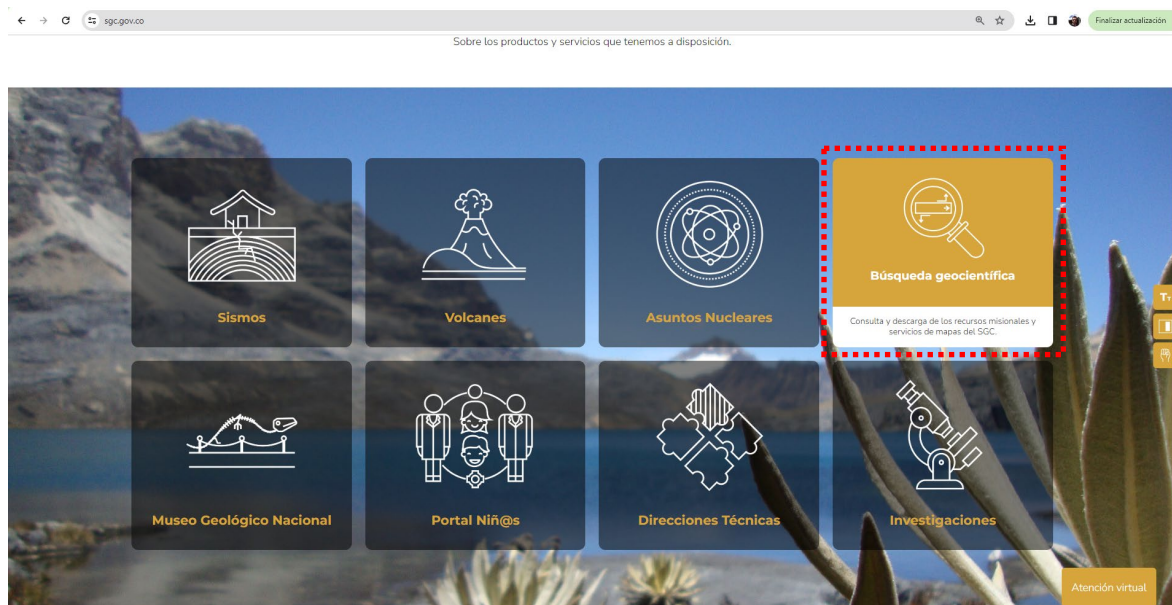 sgc.gov.co
Finalizar actualización
Sobre los productos y servicios que tenemos a disposición.
Sismos
Volcanes
Asuntos Nucleares
Búsqueda geocientífica
Consulta y descarga de los recursos misionales y
servicios de mapas del SGC.
Museo Geológico Nacional
Portal Niñ@s
Direcciones Técnicas
Investigaciones
Atención virtual